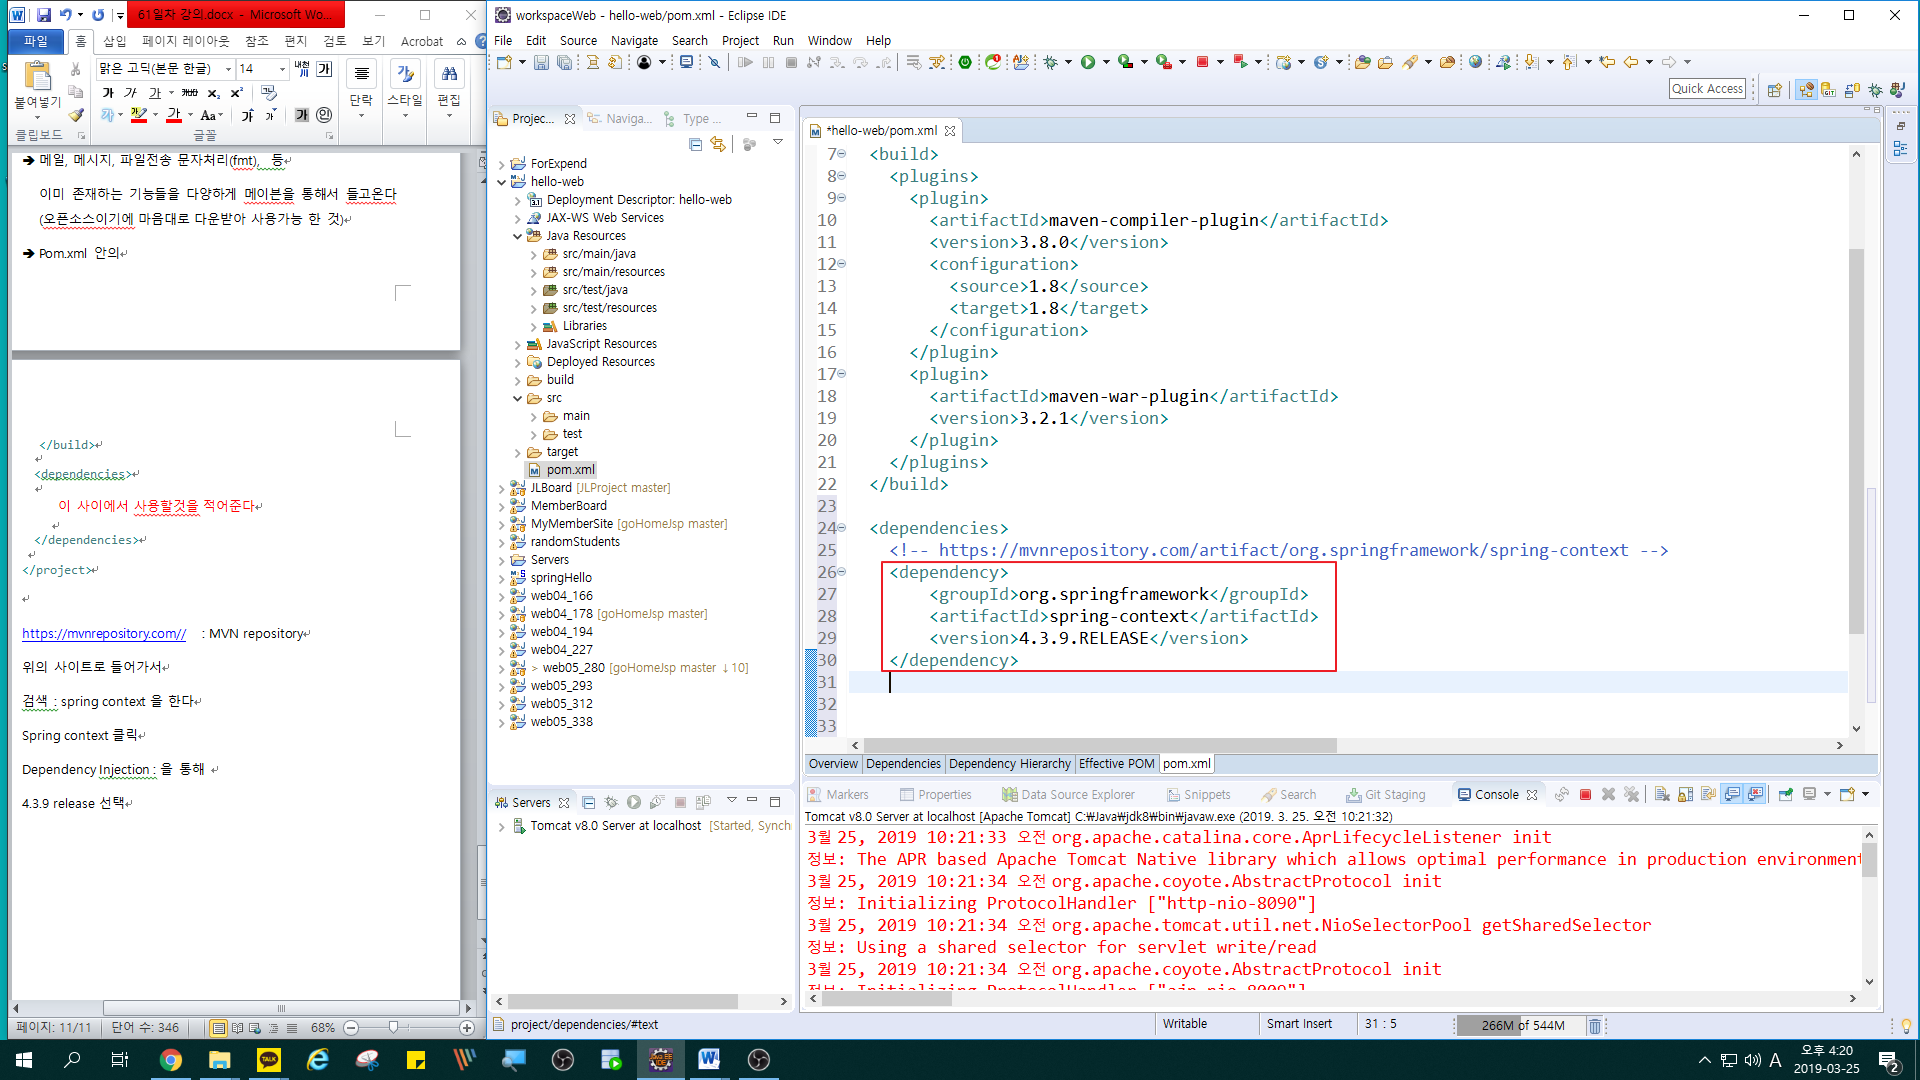 61일차 강의.docx - Microsoft Wo...
파일 홈 삽입 페이지 레이아웃 참조 편지 검토 보기 Acrobat
맑은 고딕(본문 한글) 14
붙여넣기
단락 스타일 편집
클립보드 글꼴
➔ 메일, 메시지, 파일전송 문자처리(fmt), 등
이미 존재하는 기능들을 다양하게 메이븐을 통해서 들고온다
(오픈소스이기에 마음대로 다운받아 사용가능 한 것)
➔ Pom.xml 안의
</build>
<dependencies>
이 사이에서 사용할것을 적어준다
</dependencies>
</project>
https://mvnrepository.com// : MVN repository
위의 사이트로 들어가서
검색 : spring context 을 한다
Spring context 클릭
Dependency Injection : 을 통해
4.3.9 release 선택
페이지: 11/11 단어 수: 346 68%
workspaceWeb - hello-web/pom.xml - Eclipse IDE
File Edit Source Navigate Search Project Run Window Help
Quick Access
Projec... Naviga... Type ...
ForExpend
hello-web
Deployment Descriptor: hello-web
JAX-WS Web Services
Java Resources
src/main/java
src/main/resources
src/test/java
src/test/resources
Libraries
JavaScript Resources
Deployed Resources
build
src
main
test
target
pom.xml
JLBoard [JLProject master]
MemberBoard
MyMemberSite [goHomeJsp master]
randomStudents
Servers
springHello
web04_166
web04_178 [goHomeJsp master]
web04_194
web04_227
> web05_280 [goHomeJsp master ↓10]
web05_293
web05_312
web05_338
Servers
Tomcat v8.0 Server at localhost [Started, Synchr
*hello-web/pom.xml
7 <build>
8 <plugins>
9 <plugin>
10 <artifactId>maven-compiler-plugin</artifactId>
11 <version>3.8.0</version>
12 <configuration>
13 <source>1.8</source>
14 <target>1.8</target>
15 </configuration>
16 </plugin>
17 <plugin>
18 <artifactId>maven-war-plugin</artifactId>
19 <version>3.2.1</version>
20 </plugin>
21 </plugins>
22 </build>
23
24 <dependencies>
25 <!-- https://mvnrepository.com/artifact/org.springframework/spring-context -->
26 <dependency>
27 <groupId>org.springframework</groupId>
28 <artifactId>spring-context</artifactId>
29 <version>4.3.9.RELEASE</version>
30 </dependency>
31
32
33
Overview Dependencies Dependency Hierarchy Effective POM pom.xml
Markers Properties Data Source Explorer Snippets Search Git Staging Console
Tomcat v8.0 Server at localhost [Apache Tomcat] C:₩Java₩jdk8₩bin₩javaw.exe (2019. 3. 25. 오전 10:21:32)
3월 25, 2019 10:21:33 오전 org.apache.catalina.core.AprLifecycleListener init
정보: The APR based Apache Tomcat Native library which allows optimal performance in production environment
3월 25, 2019 10:21:34 오전 org.apache.coyote.AbstractProtocol init
정보: Initializing ProtocolHandler ["http-nio-8090"]
3월 25, 2019 10:21:34 오전 org.apache.tomcat.util.net.NioSelectorPool getSharedSelector
정보: Using a shared selector for servlet write/read
3월 25, 2019 10:21:34 오전 org.apache.coyote.AbstractProtocol init
정보: Initializing ProtocolHandler ["ajp-nio-8009"]
project/dependencies/#text Writable Smart Insert 31 : 5 266M of 544M
A 오후 4:20
2019-03-25
2